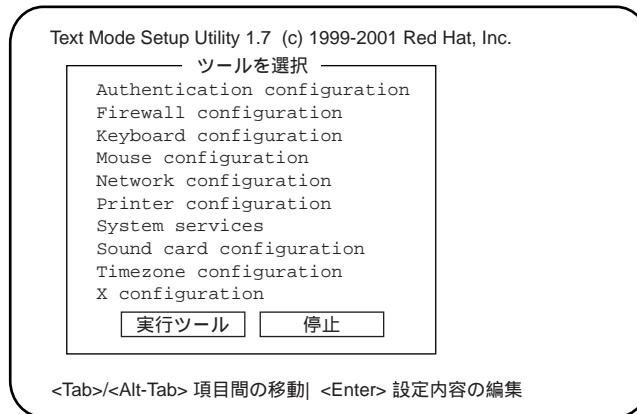 Text Mode Setup Utility 1.7 (c) 1999-2001 Red Hat, Inc.
ツールを選択
Authentication configuration
Firewall configuration
Keyboard configuration
Mouse configuration
Network configuration
Printer configuration
System services
Sound card configuration
Timezone configuration
X configuration
実行ツール 停止
<Tab>/<Alt-Tab> 項目間の移動| <Enter> 設定内容の編集